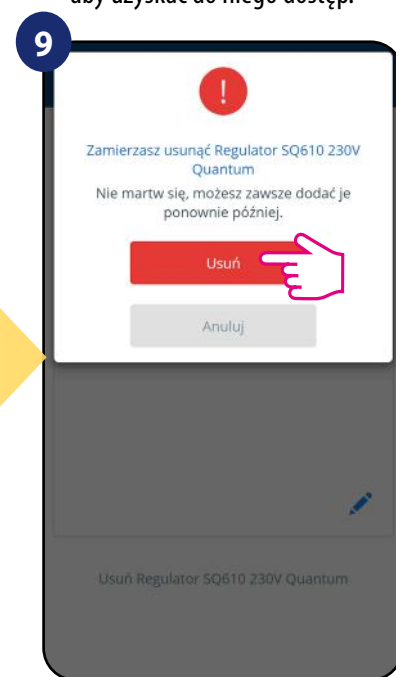 aby uzyskać do niego dostęp.
9
!
Zamierzasz usunąć Regulator SQ610 230V
Quantum
Nie martw się, możesz zawsze dodać je
ponownie później.
Usuń
Anuluj
Usuń Regulator SQ610 230V Quantum